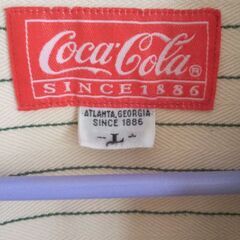 Coca-Cola®
SINCE 1886
ATLANTA, GEORGIA
SINCE 1886
- L -